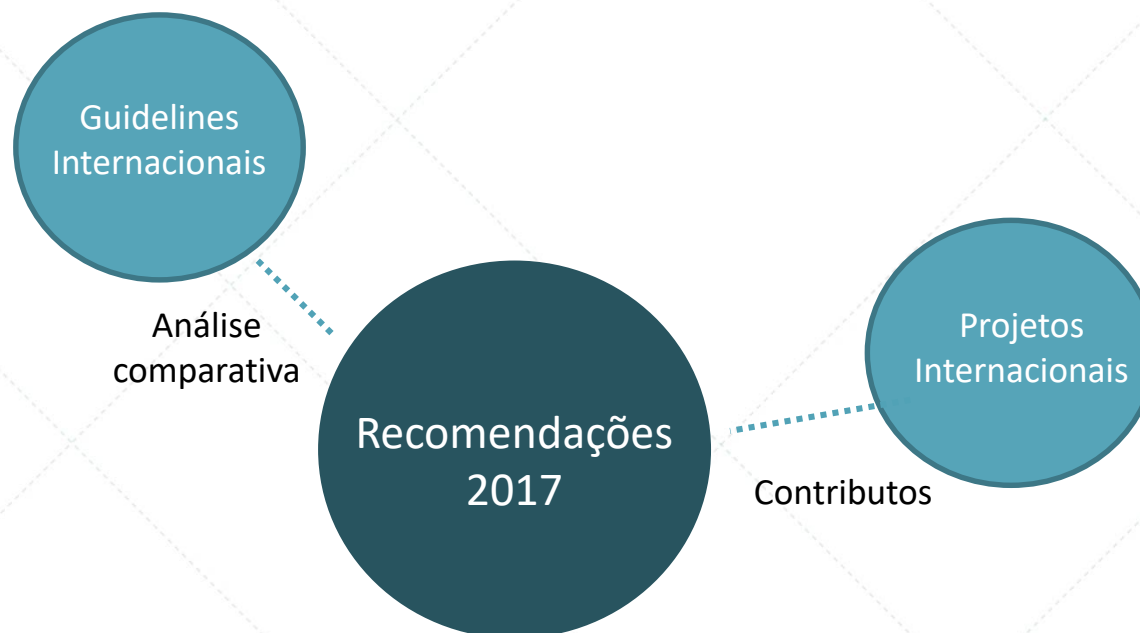 Guidelines
Internacionais
Análise
comparativa
Recomendações
2017
Projetos
Internacionais
Contributos